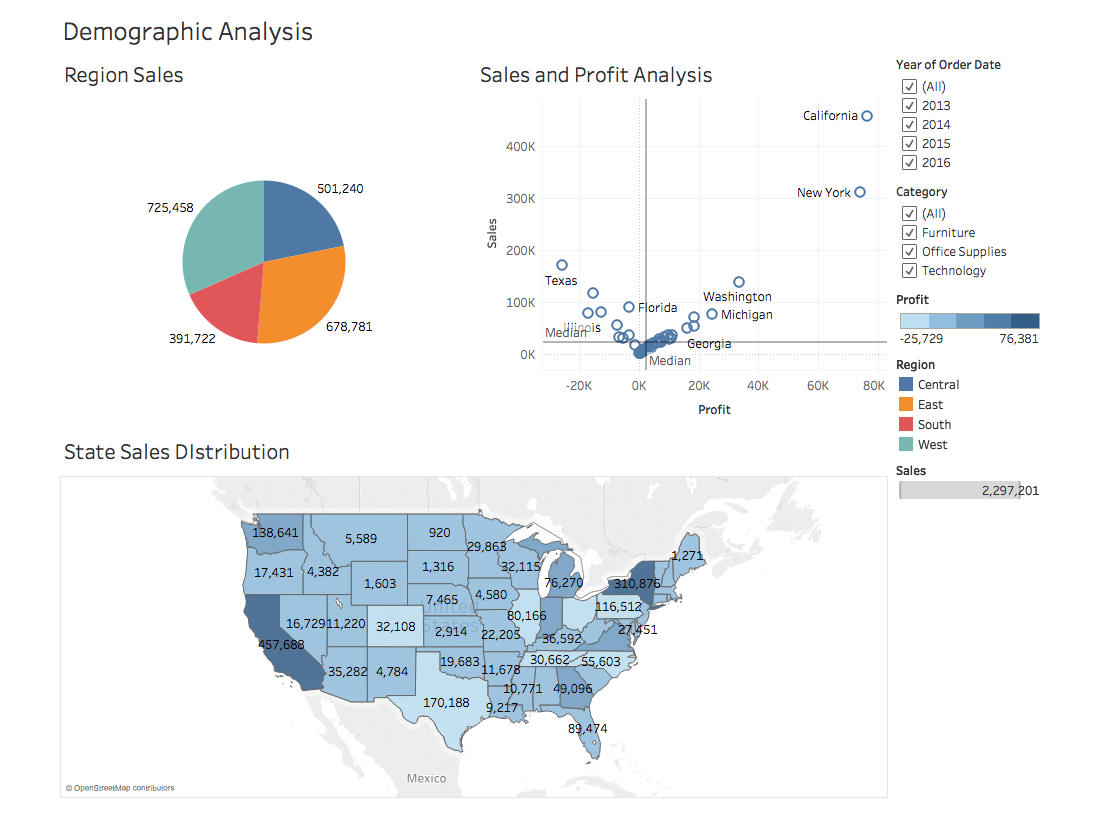 Demographic Analysis
Region Sales
501,240
725,458
678,781
391,722
Sales and Profit Analysis
California
New York
Texas
Florida
Washington
Michigan
Illinois
Median
Georgia
Median
400K
300K
200K
100K
0K
Sales
-20K
0K
20K
40K
60K
80K
Profit
Year of Order Date
(All)
2013
2014
2015
2016
Category
(All)
Furniture
Office Supplies
Technology
Profit
-25,729
76,381
Region
Central
East
South
West
Sales
2,297,201
State Sales DIstribution
138,641
5,589
920
29,863
1,271
17,431
4,382
1,316
32,115
76,270
310,876
1,603
7,465
4,580
116,512
80,166
16,729
11,220
32,108
United
States
2,914
22,205
36,592
27,451
457,688
35,282
4,784
19,683
11,678
30,662
55,603
10,771
49,096
170,188
9,217
89,474
Mexico
© OpenStreetMap contributors